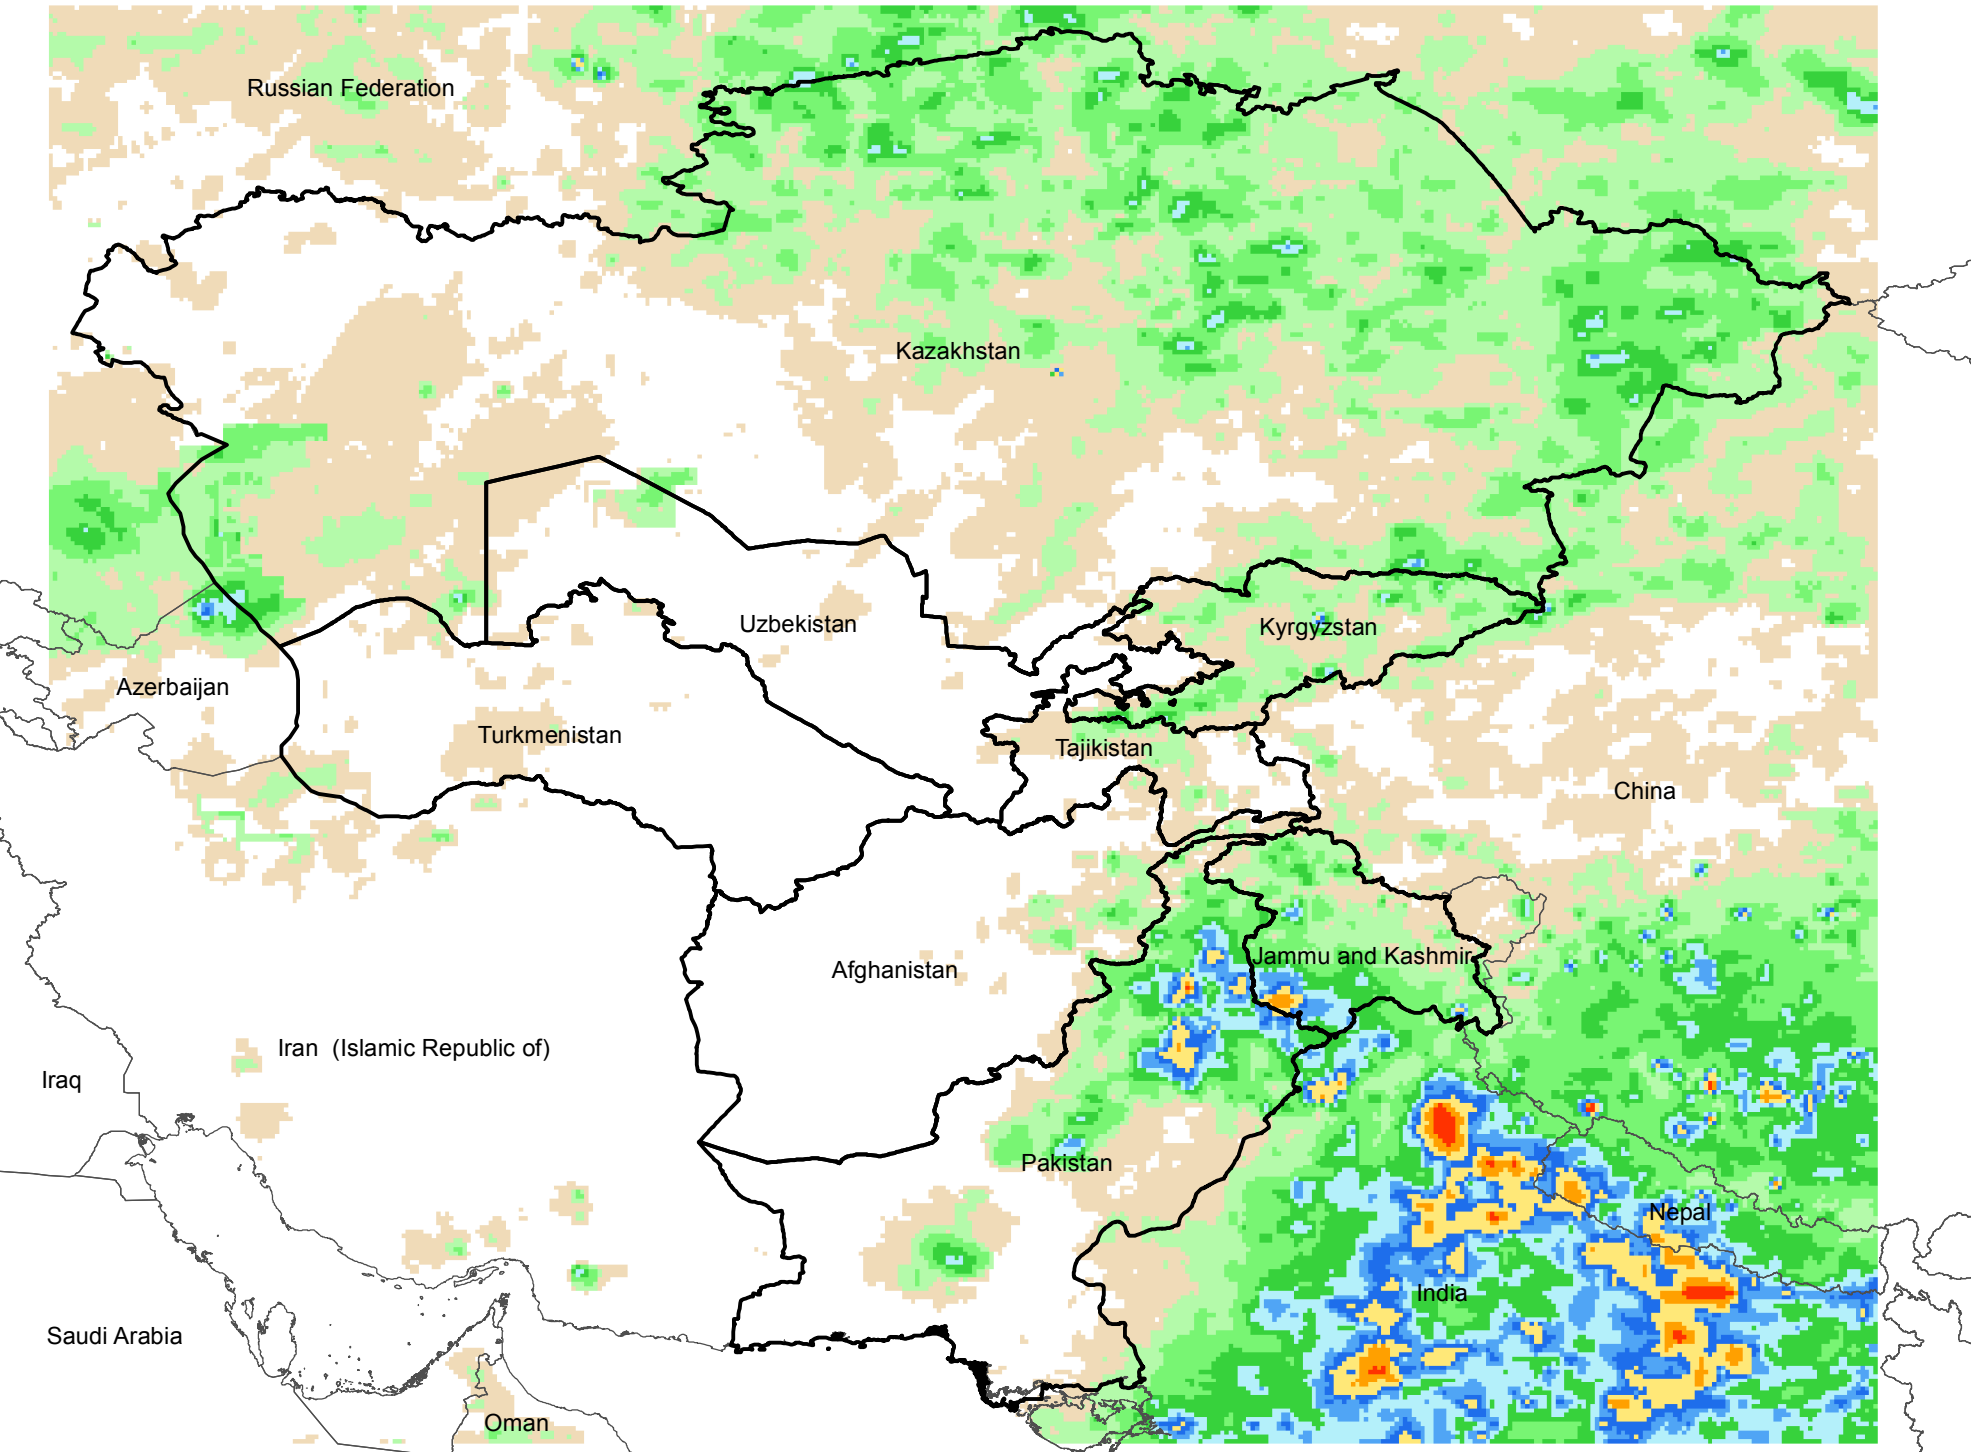 Russian Federation
Kazakhstan
Uzbekistan
Kyrgyzstan
Azerbaijan
Turkmenistan
Tajikistan
China
Afghanistan
Jammu and Kashmir
Iran (Islamic Republic of)
Iraq
Pakistan
Nepal
India
Saudi Arabia
Oman